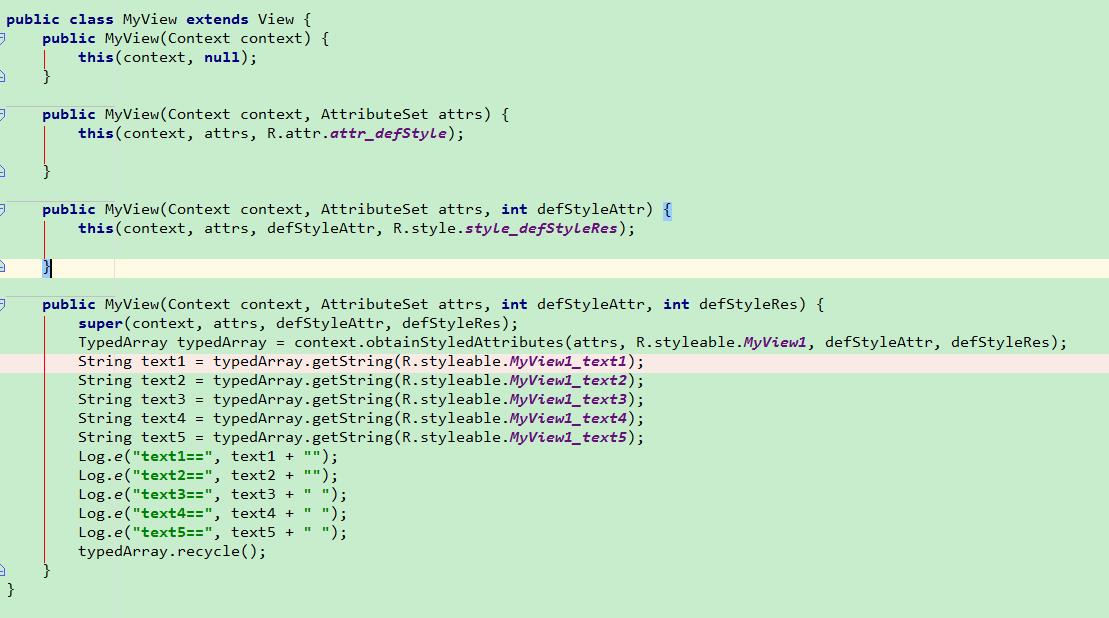 public class MyView extends View {
    public MyView(Context context) {
        this(context, null);
    }

    public MyView(Context context, AttributeSet attrs) {
        this(context, attrs, R.attr.attr_defStyle);

    }

    public MyView(Context context, AttributeSet attrs, int defStyleAttr) {
        this(context, attrs, defStyleAttr, R.style.style_defStyleRes);

    }

    public MyView(Context context, AttributeSet attrs, int defStyleAttr, int defStyleRes) {
        super(context, attrs, defStyleAttr, defStyleRes);
        TypedArray typedArray = context.obtainStyledAttributes(attrs, R.styleable.MyView1, defStyleAttr, defStyleRes);
        String text1 = typedArray.getString(R.styleable.MyView1_text1);
        String text2 = typedArray.getString(R.styleable.MyView1_text2);
        String text3 = typedArray.getString(R.styleable.MyView1_text3);
        String text4 = typedArray.getString(R.styleable.MyView1_text4);
        String text5 = typedArray.getString(R.styleable.MyView1_text5);
        Log.e("text1==", text1 + "");
        Log.e("text2==", text2 + "");
        Log.e("text3==", text3 + " ");
        Log.e("text4==", text4 + " ");
        Log.e("text5==", text5 + " ");
        typedArray.recycle();
    }
}